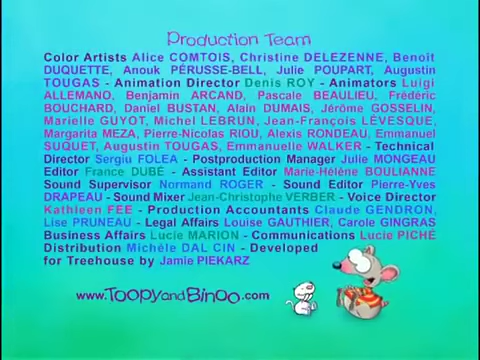 Production Team
Color Artists Alice COMTOIS, Christine DELEZENNE, Benoit
DUQUETTE, Anouk PÉRUSSE-BELL, Julie POUPART, Augustin
TOUGAS - Animation Director Denis ROY - Animators Luigi
ALLEMANO, Benjamin ARCAND, Pascale BEAULIEU, Fréderic
BOUCHARD, Daniel BUSTAN, Alain DUMAIS, Jérôme GOSSELIN,
Marielle GUYOT, Michel LEBRUN, Jean-François LÉVESQUE,
Margarita MEZA, Pierre-Nicolas RIOU, Alexis RONDEAU, Emmanuel
SUQUET, Augustin TOUGAS, Emmanuelle WALKER - Technical
Director Sergiu FOLEA - Postproduction Manager Julie MONGEAU
Editor France DUBÉ - Assistant Editor Marie-Hélène BOULIANNE
Sound Supervisor Normand ROGER - Sound Editor Pierre-Yves
DRAPEAU - Sound Mixer Jean-Christophe VERBER - Voice Director
Kathleen FEE - Production Accountants Claude GENDRON,
Lise PRUNEAU - Legal Affairs Louise GAUTHIER, Carole GINGRAS
Business Affairs Lucie MARION - Communications Lucie PICHÉ
Distribution Michéle DAL CIN - Developed
for Treehouse by Jamie PIEKARZ
www.ToopyandBinoo.com